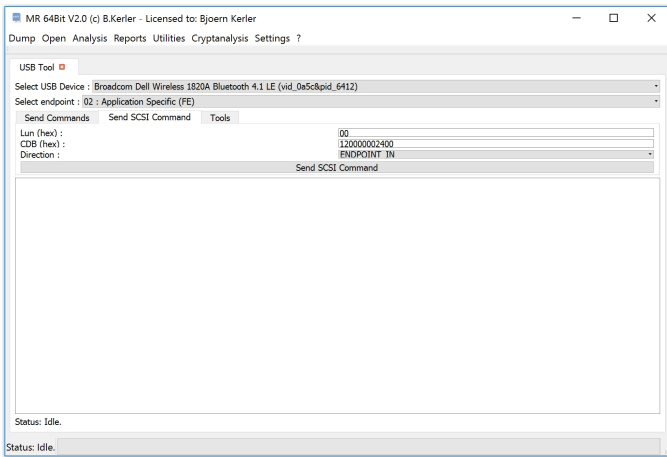 MR 64Bit V2.0 (c) B.Kerler - Licensed to: Bjoern Kerler
Dump Open Analysis Reports Utilities Cryptanalysis Settings ?
USB Tool
Select USB Device : Broadcom Dell Wireless 1820A Bluetooth 4.1 LE (vid_0a5c&pid_6412)
Select endpoint : 02 : Application Specific (FE)
Send Commands Send SCSI Command Tools
Lun (hex) : 00
CDB (hex) : 120000002400
Direction : ENDPOINT_IN
Send SCSI Command
Status: Idle.
Status: Idle.